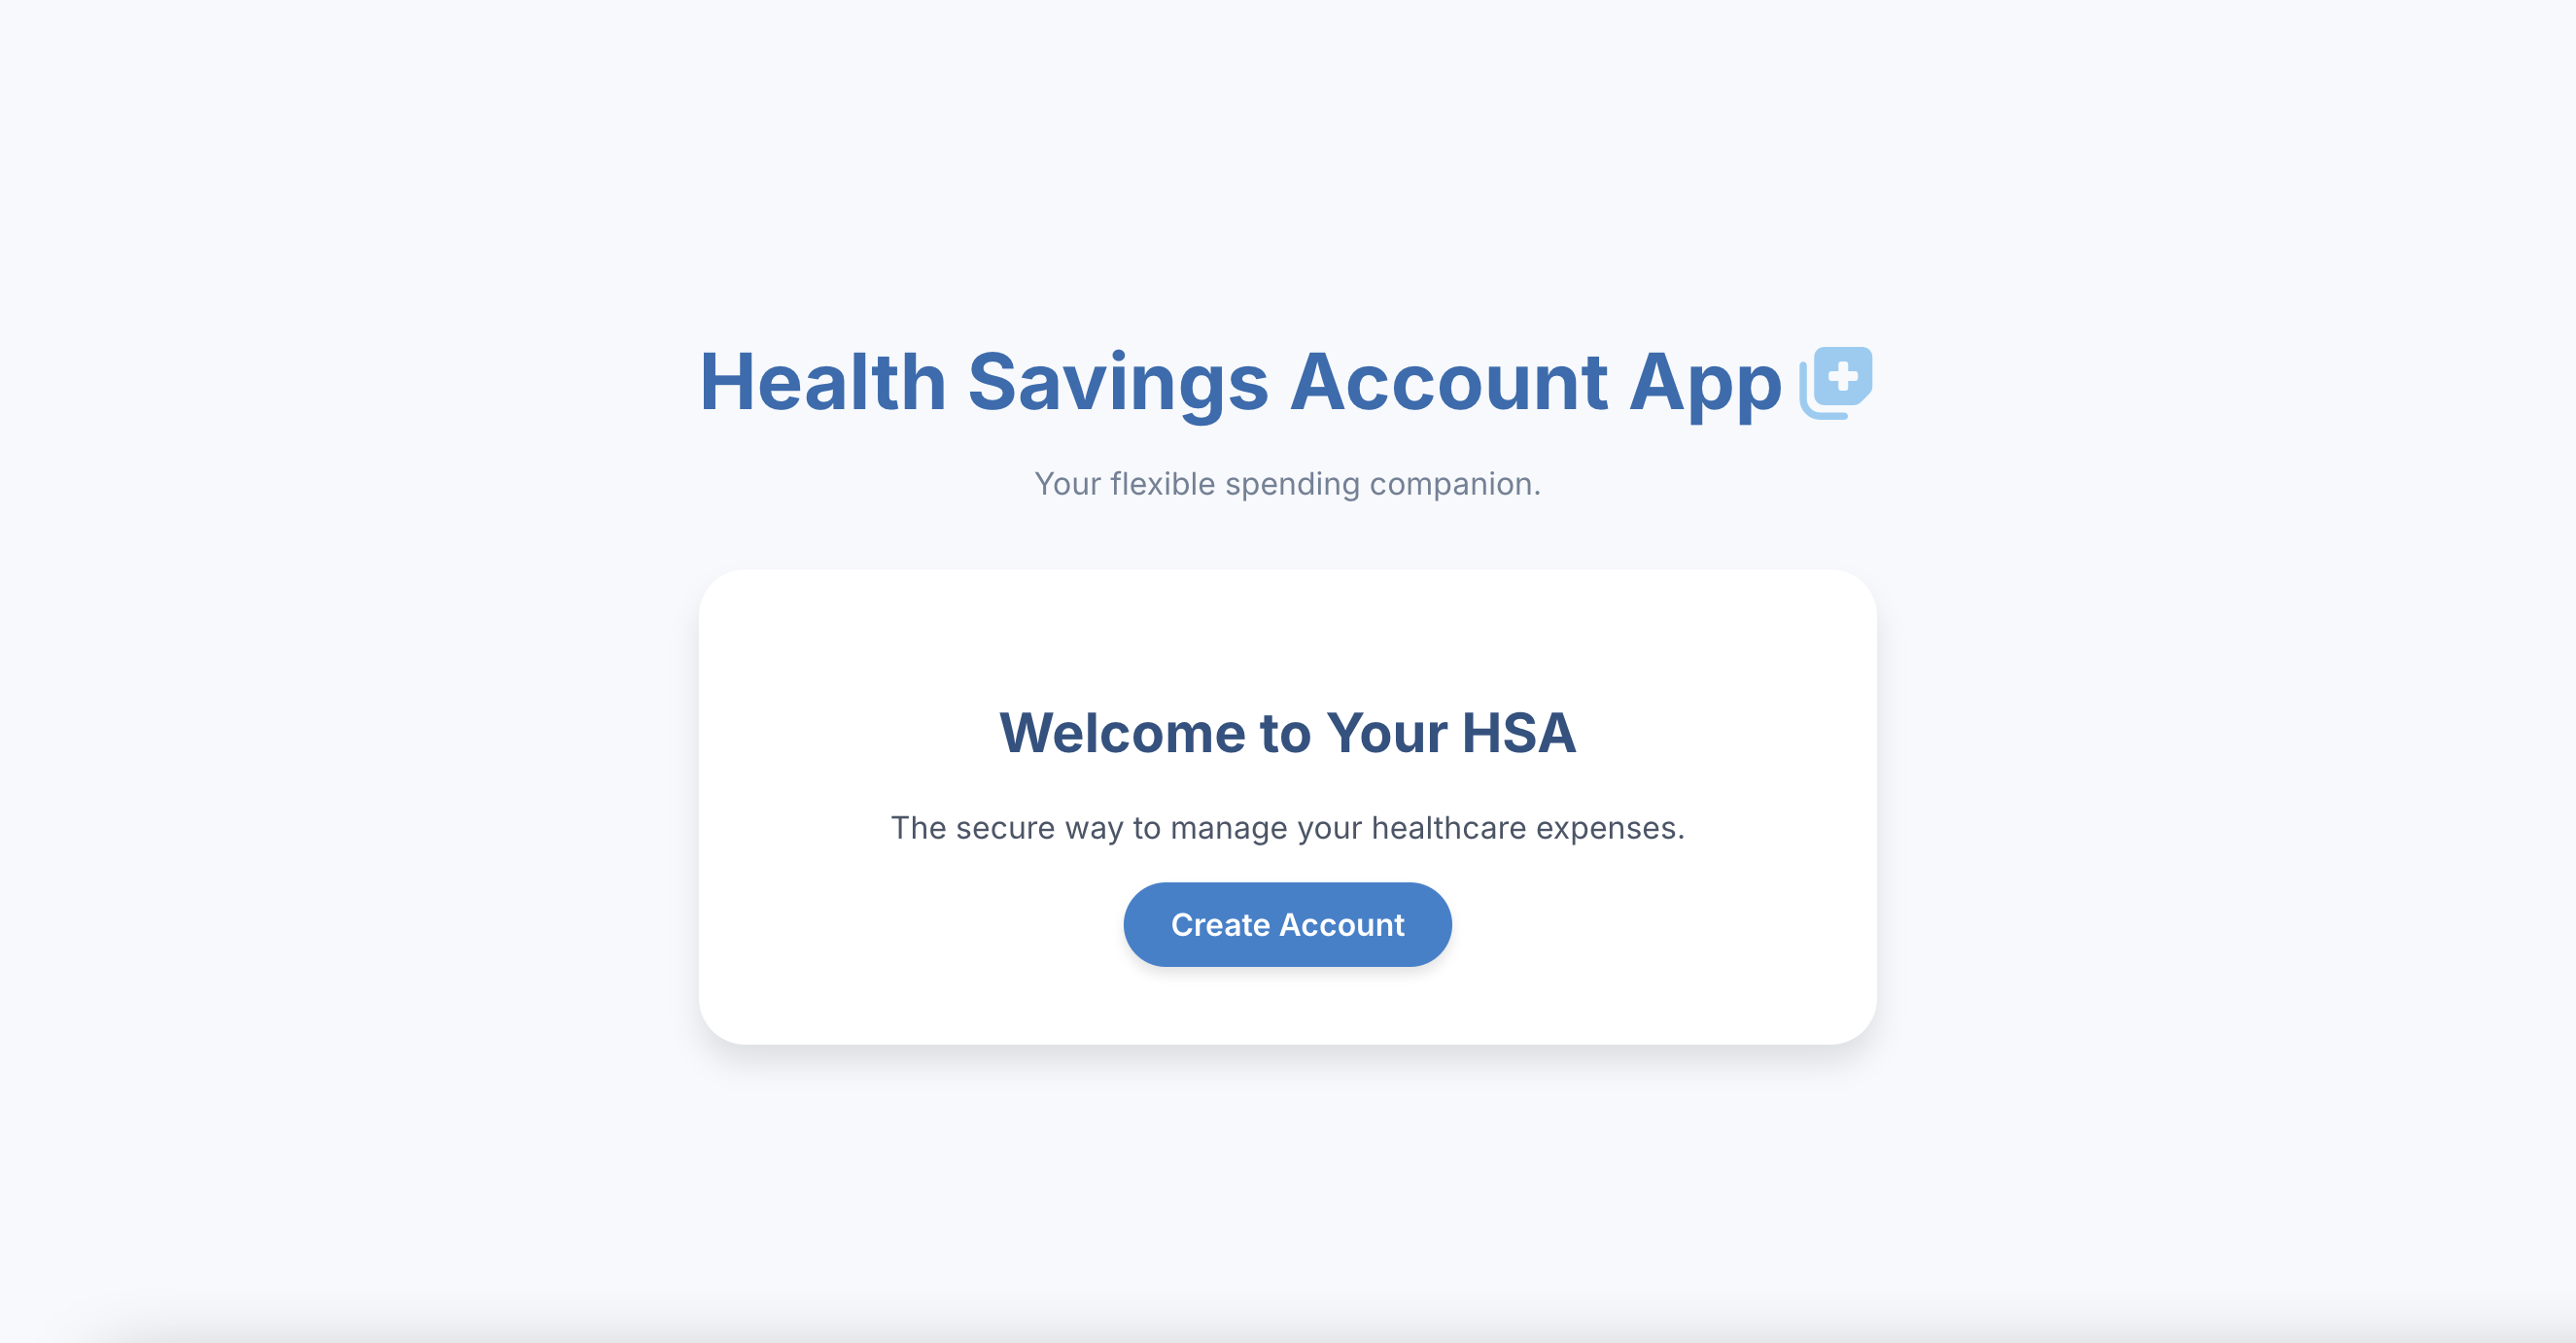 Health Savings Account App
Your flexible spending companion.
Welcome to Your HSA
The secure way to manage your healthcare expenses.
Create Account